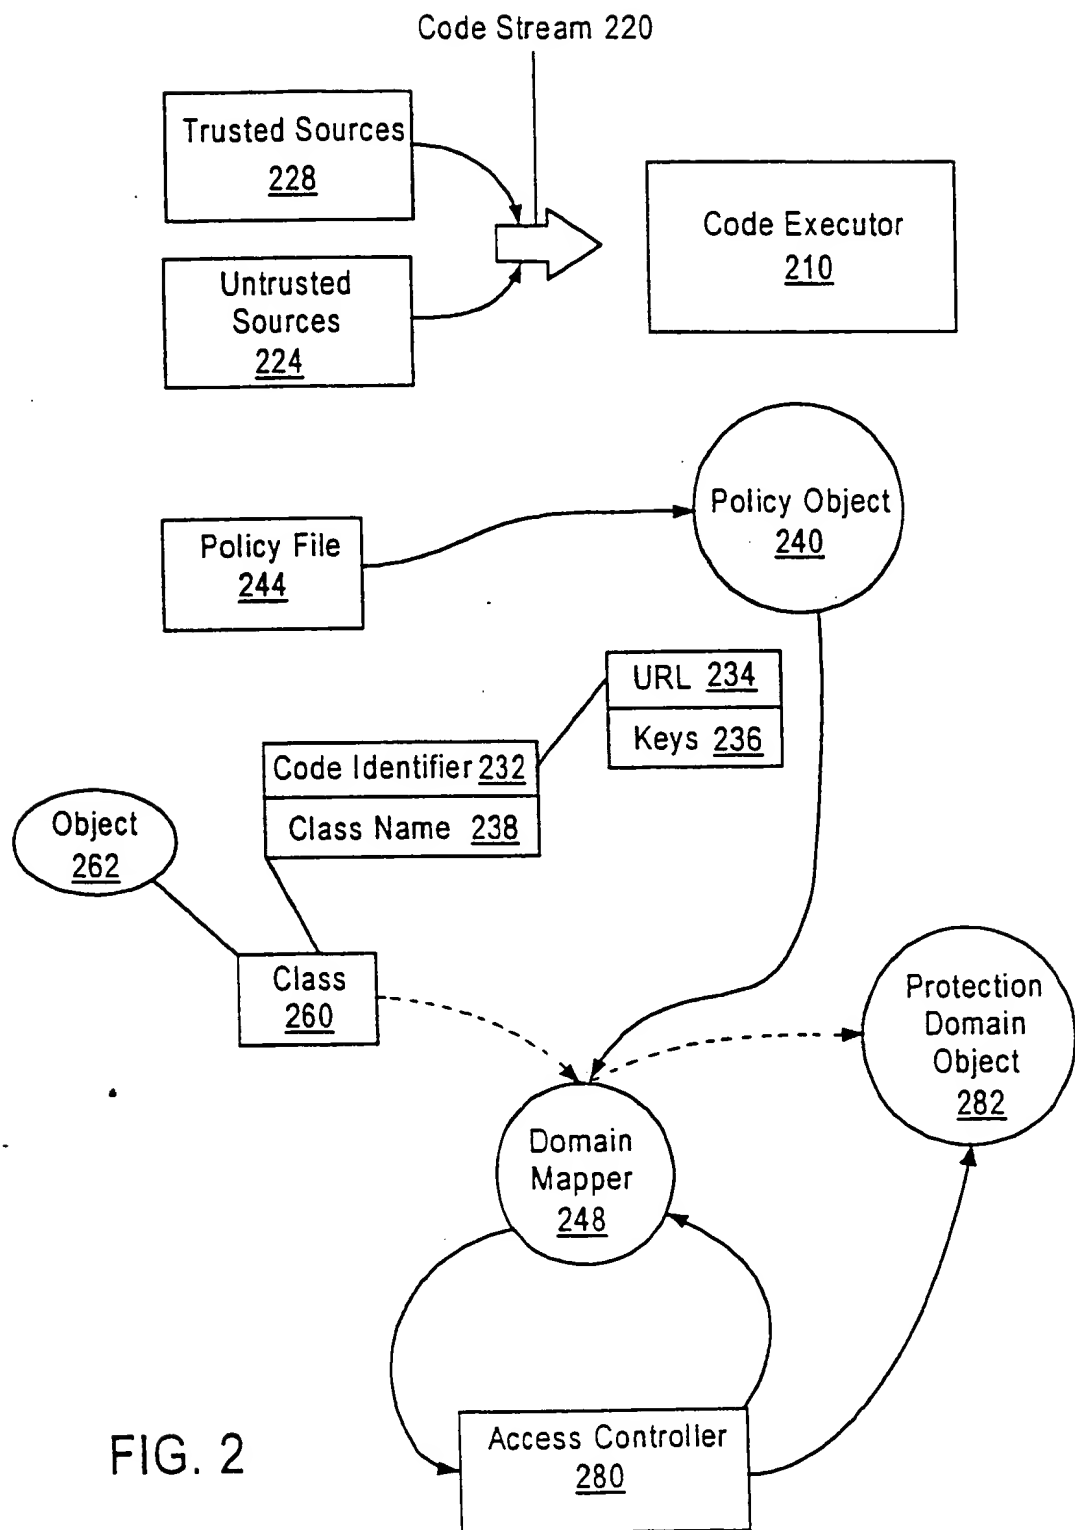 Code Stream 220
Trusted Sources
228
Code Executor
210
Untrusted
Sources
224
Policy Object
240
Policy File
244
URL 234
Keys 236
Code Identifier 232
Class Name 238
Object
262
Class
260
Protection
Domain
Object
282
Domain
Mapper
248
Access Controller
280
FIG. 2